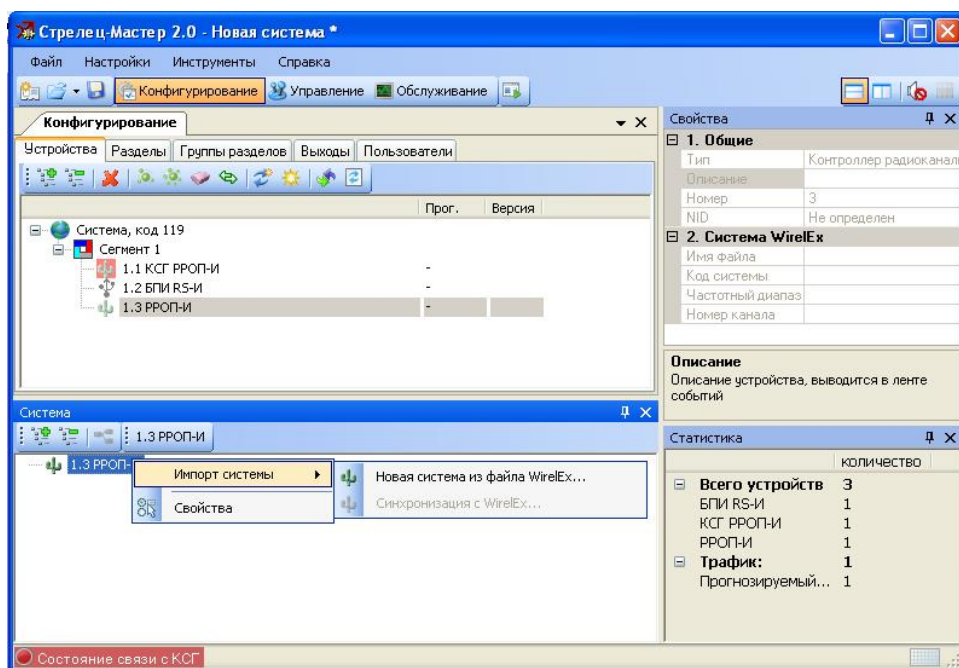 Стрелец-Мастер 2.0 - Новая система *
Файл Настройки Инструменты Справка
Конфигурирование Управление Обслуживание
Конфигурирование
Устройства Разделы Группы разделов Выходы Пользователи
Прог. Версия
Система, код 119
Сегмент 1
1.1 КСГ РРОП-И -
1.2 БПИ RS-И -
1.3 РРОП-И -
Система
1.3 РРОП-И
1.3 РРОП-
Импорт системы
Свойства
Новая система из файла WirelEx...
Синхронизация с WirelEx...
Свойства
1. Общие
Тип Контроллер радиоканал
Описание
Номер 3
NID Не определен
2. Система WirelEx
Имя файла
Код системы
Частотный диапаз
Номер канала
Описание
Описание устройства, выводится в ленте
событий
Статистика
количество
Всего устройств 3
БПИ RS-И 1
КСГ РРОП-И 1
РРОП-И 1
Трафик: 1
Прогнозируемый... 1
Состояние связи с КСГ